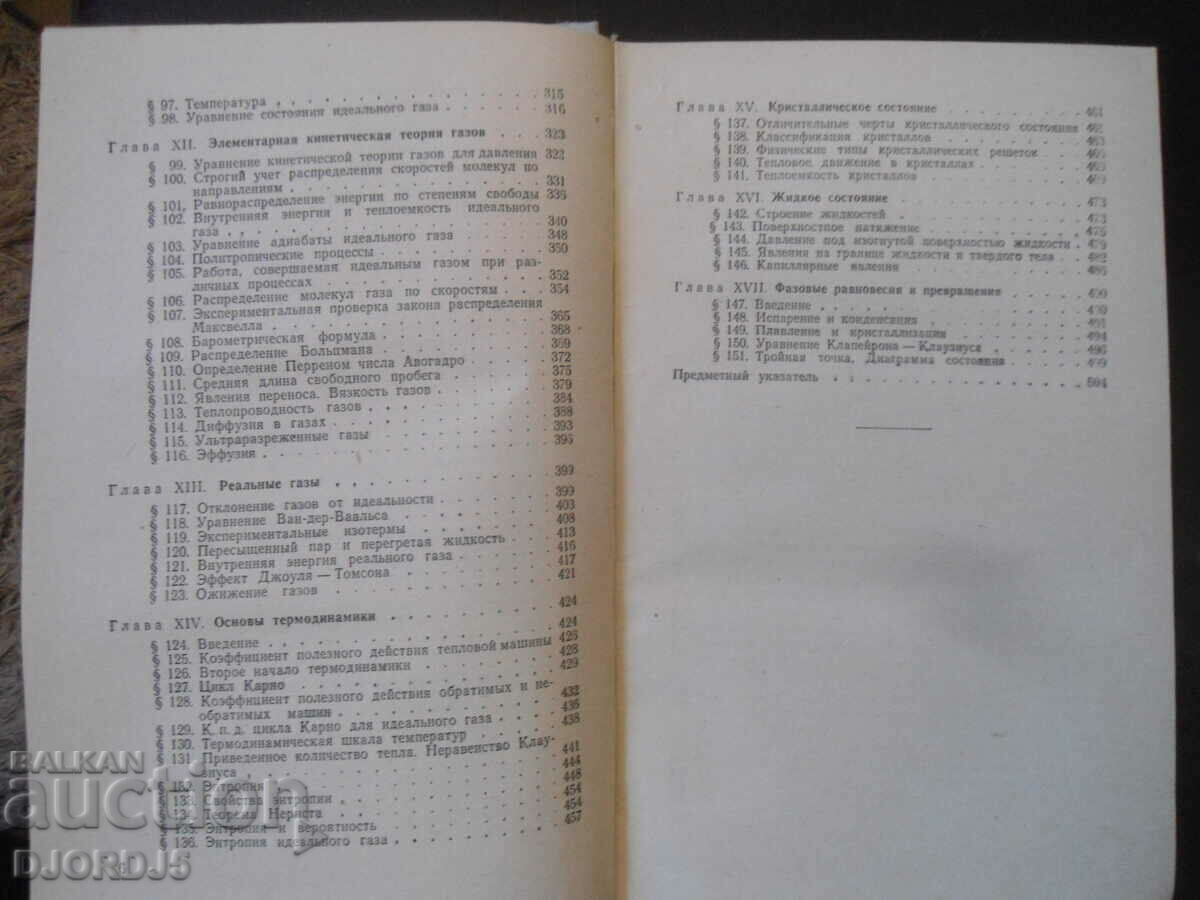 § 97. Температура 315
§ 98. Уравнение состояния идеального газа 316
Глава XII. Элементарная кинетическая теория газов 323
§ 99. Уравнение кинетической теории газов для давления 322
§ 100. Строгий учет распределения скоростей молекул по
направлениям 331
§ 101. Равнораспределение энергии по степеням свободы 336
§ 102. Внутренняя энергия и теплоемкость идеального
газа 340
§ 103. Уравнение адиабаты идеального газа 348
§ 104. Политропические процессы 350
§ 105. Работа, совершаемая идеальным газом при раз-
личных процессах 352
§ 106. Распределение молекул газа по скоростям 354
§ 107. Экспериментальная проверка закона распределения
Максвелла 365
§ 108. Барометрическая формула 368
§ 109. Распределение Больцмана 369
§ 110. Определение Перреном числа Авогадро 372
§ 111. Средняя длина свободного пробега 375
§ 112. Явления переноса. Вязкость газов 379
§ 113. Теплопроводность газов 384
§ 114. Диффузия в газах 388
§ 115. Ультраразреженные газы 393
§ 116. Эффузия 395
Глава XIII. Реальные газы 399
§ 117. Отклонение газов от идеальности 399
§ 118. Уравнение Ван-дер-Ваальса 403
§ 119. Экспериментальные изотермы 408
§ 120. Пересыщенный пар и перегретая жидкость 413
§ 121. Внутренняя энергия реального газа 416
§ 122. Эффект Джоуля — Томсона 417
§ 123. Ожижение газов 421
Глава XIV. Основы термодинамики 424
§ 124. Введение 424
§ 125. Коэффициент полезного действия тепловой машины
§ 126. Второе начало термодинамики 428
§ 127. Цикл Карно 429
§ 128. Коэффициент полезного действия обратимых и не-
обратимых машин 432
§ 129. К. п. д. цикла Карно для идеального газа 436
§ 130. Термодинамическая шкала температур 438
§ 131. Приведенное количество тепла. Неравенство Клау-
зиуса 441
§ 132. Энтропия 444
§ 133. Свойства энтропии 448
§ 134. Теорема Нернста 454
§ 135. Энтропия и вероятность 454
§ 136. Энтропия идеального газа 457
6
Глава XV. Кристаллическое состояние 461
§ 137. Отличительные черты кристаллического состояния
§ 138. Классификация кристаллов
§ 139. Физические типы кристаллических решеток
§ 140. Тепловое движение в кристаллах
§ 141. Теплоемкость кристаллов 469
Глава XVI. Жидкое состояние 473
§ 142. Строение жидкостей 473
§ 143. Поверхностное натяжение
§ 144. Давление под изогнутой поверхностью жидкости 479
§ 145. Явления на границе жидкости и твердого тела 482
§ 146. Капиллярные явления
Глава XVII. Фазовые равновесия и превращения 490
§ 147. Введение 490
§ 148. Испарение и конденсация 491
§ 149. Плавление и кристаллизация 494
§ 150. Уравнение Клапейрона — Клаузиуса 496
§ 151. Тройная точка. Диаграмма состояния 499
Предметный указатель 504
BALKAN
auction
DJORDJ5